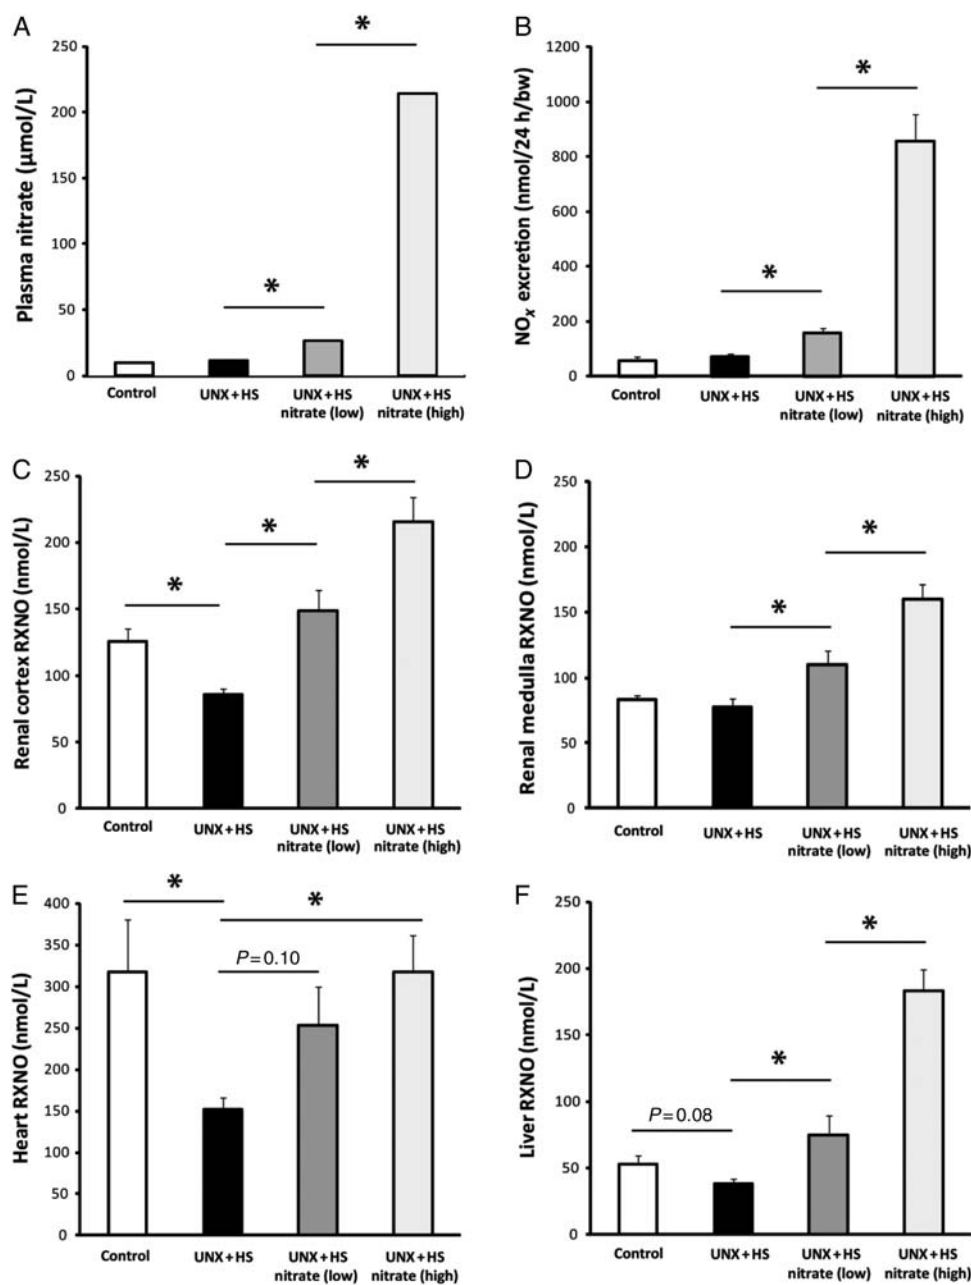 A
Plasma nitrate (µmol/L)
250
200
150
100
50
0
*
*
Control
UNX + HS
UNX + HS
nitrate (low)
UNX + HS
nitrate (high)
B
NOx excretion (nmol/24 h/bw)
1200
1000
800
600
400
200
0
*
*
Control
UNX + HS
UNX + HS
nitrate (low)
UNX + HS
nitrate (high)
C
Renal cortex RXNO (nmol/L)
250
200
150
100
50
0
*
*
*
Control
UNX + HS
UNX + HS
nitrate (low)
UNX + HS
nitrate (high)
D
Renal medulla RXNO (nmol/L)
250
200
150
100
50
0
*
*
Control
UNX + HS
UNX + HS
nitrate (low)
UNX + HS
nitrate (high)
E
Heart RXNO (nmol/L)
400
350
300
250
200
150
100
50
0
*
*
P = 0.10
Control
UNX + HS
UNX + HS
nitrate (low)
UNX + HS
nitrate (high)
F
Liver RXNO (nmol/L)
250
200
150
100
50
0
P = 0.08
*
*
Control
UNX + HS
UNX + HS
nitrate (low)
UNX + HS
nitrate (high)